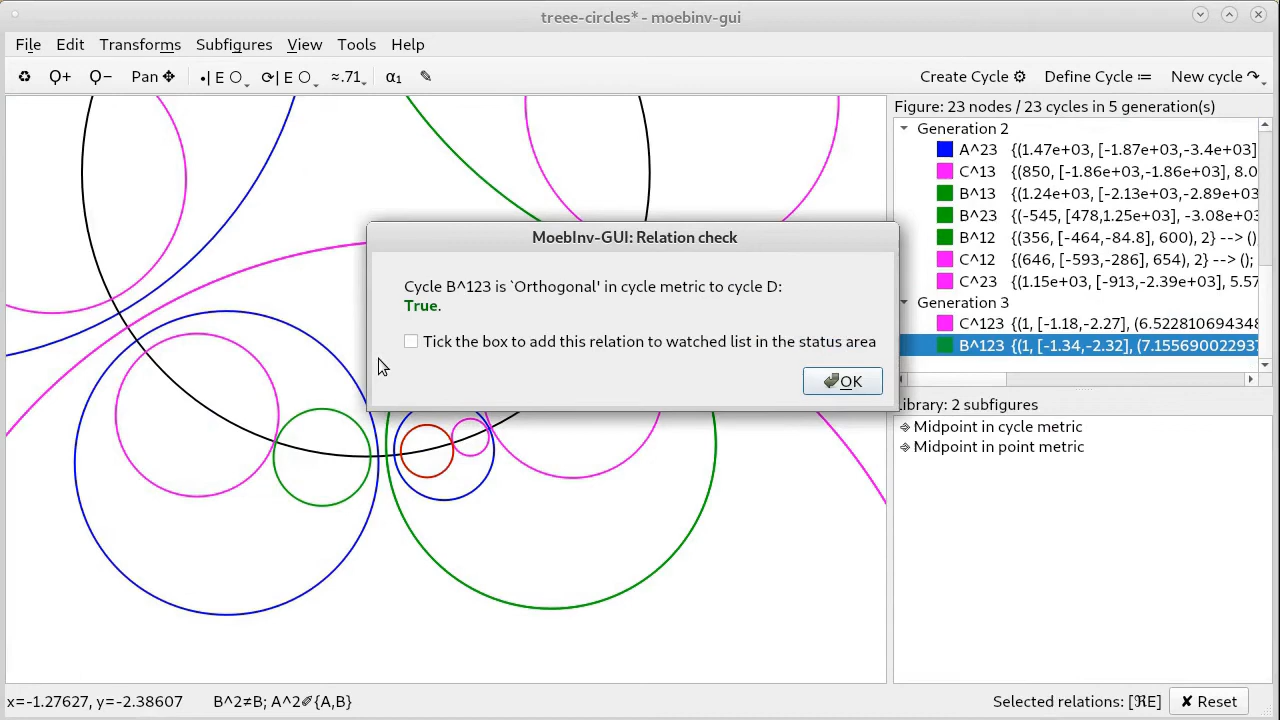 treee-circles* - moebinv-gui
File Edit Transforms Subfigures View Tools Help
Pan ✥ •| E ○ ⟳| E ○ ≈.71 α₁ Create Cycle ⚙ Define Cycle ≔ New cycle ↷
Figure: 23 nodes / 23 cycles in 5 generation(s)
Generation 2
A^23 {(1.47e+03, [-1.87e+03,-3.4e+03]
C^13 {(850, [-1.86e+03,-1.86e+03], 8.0
B^13 {(1.24e+03, [-2.13e+03,-2.89e+03
B^23 {(-545, [478,1.25e+03], -3.08e+03
B^12 {(356, [-464,-84.8], 600), 2} --> ()
C^12 {(646, [-593,-286], 654), 2} --> ();
C^23 {(1.15e+03, [-913,-2.39e+03], 5.57
Generation 3
C^123 {(1, [-1.18,-2.27], (6.522810694348
B^123 {(1, [-1.34,-2.32], (7.155690022937
MoebInv-GUI: Relation check
Cycle B^123 is `Orthogonal' in cycle metric to cycle D:
True.
Tick the box to add this relation to watched list in the status area
OK
Library: 2 subfigures
Midpoint in cycle metric
Midpoint in point metric
x=-1.27627, y=-2.38607 B^2≠B; A^2✐{A,B} Selected relations: [ℜE] ✘ Reset